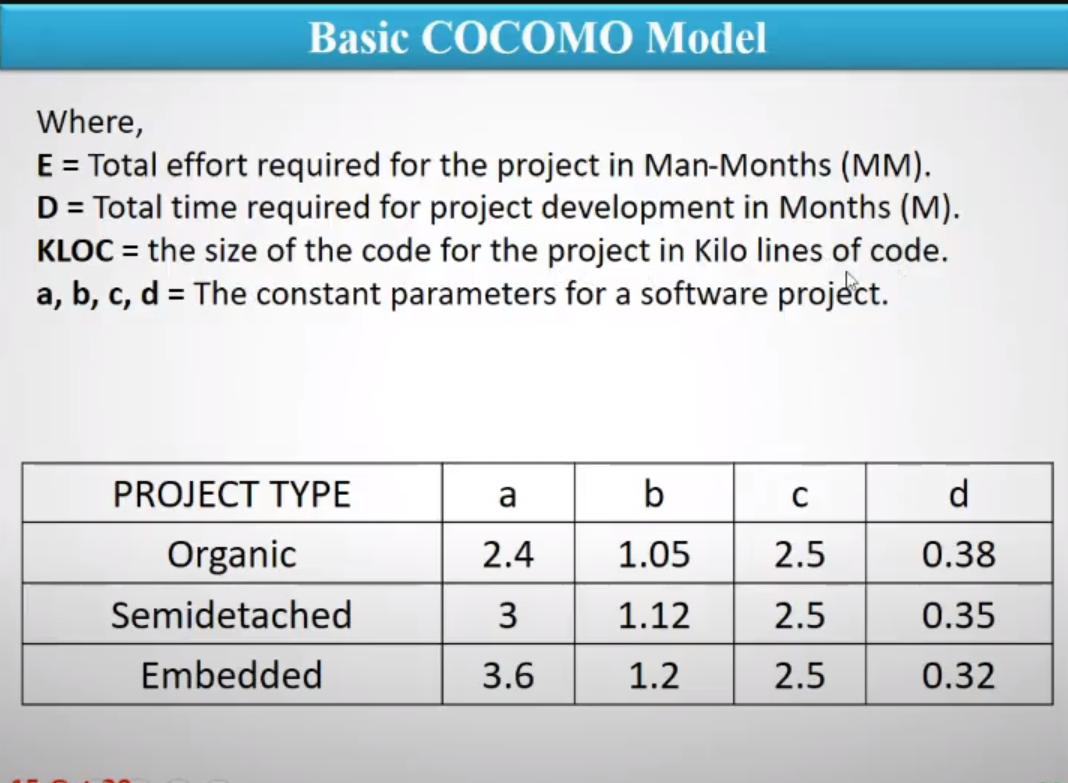 Basic COCOMO Model
Where,
E = Total effort required for the project in Man-Months (MM).
D = Total time required for project development in Months (M).
KLOC = the size of the code for the project in Kilo lines of code.
a, b, c, d = The constant parameters for a software project.
PROJECT TYPE a b c d
Organic 2.4 1.05 2.5 0.38
Semidetached 3 1.12 2.5 0.35
Embedded 3.6 1.2 2.5 0.32